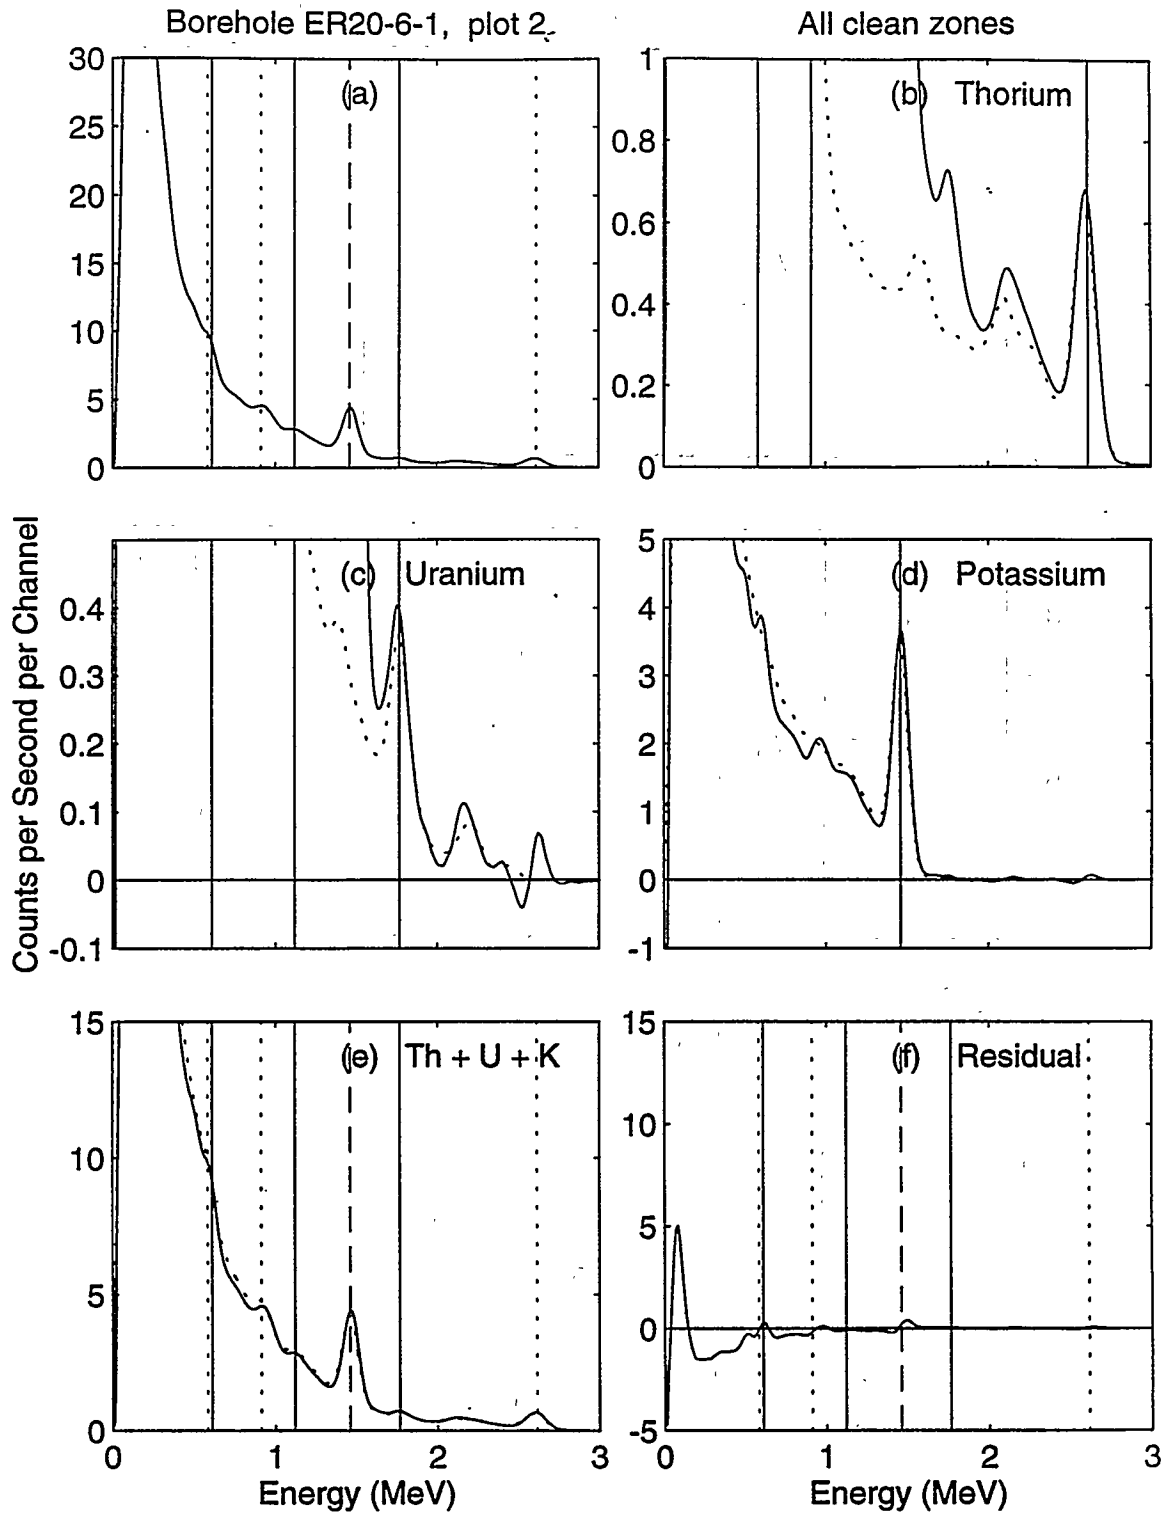 Borehole ER20-6-1, plot 2 All clean zones
30
25
20
15
10
5
0
(a)
1
0.8
0.6
0.4
0.2
0
(b) Thorium
Counts per Second per Channel
0.4
0.3
0.2
0.1
0
-0.1
(c) Uranium
5
4
3
2
1
0
-1
(d) Potassium
15
10
5
0
(e) Th + U + K
0 1 2 3
Energy (MeV)
15
10
5
0
-5
(f) Residual
0 1 2 3
Energy (MeV)